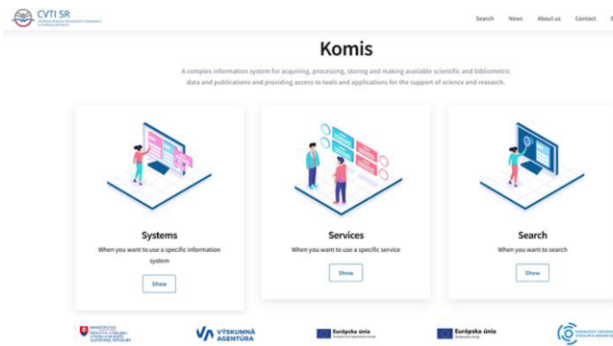 CVTI SR
Search News About us Contact
Komis
A complex information system for acquiring, processing, storing and making available scientific and bibliometric
data and publications and providing access to tools and applications for the support of science and research.
Systems
When you want to use a specific information
system
Show
Services
When you want to use a specific service
Show
Search
When you want to search
Show
VÝSKUMNÁ
AGENTÚRA
Európska únia
Európska únia